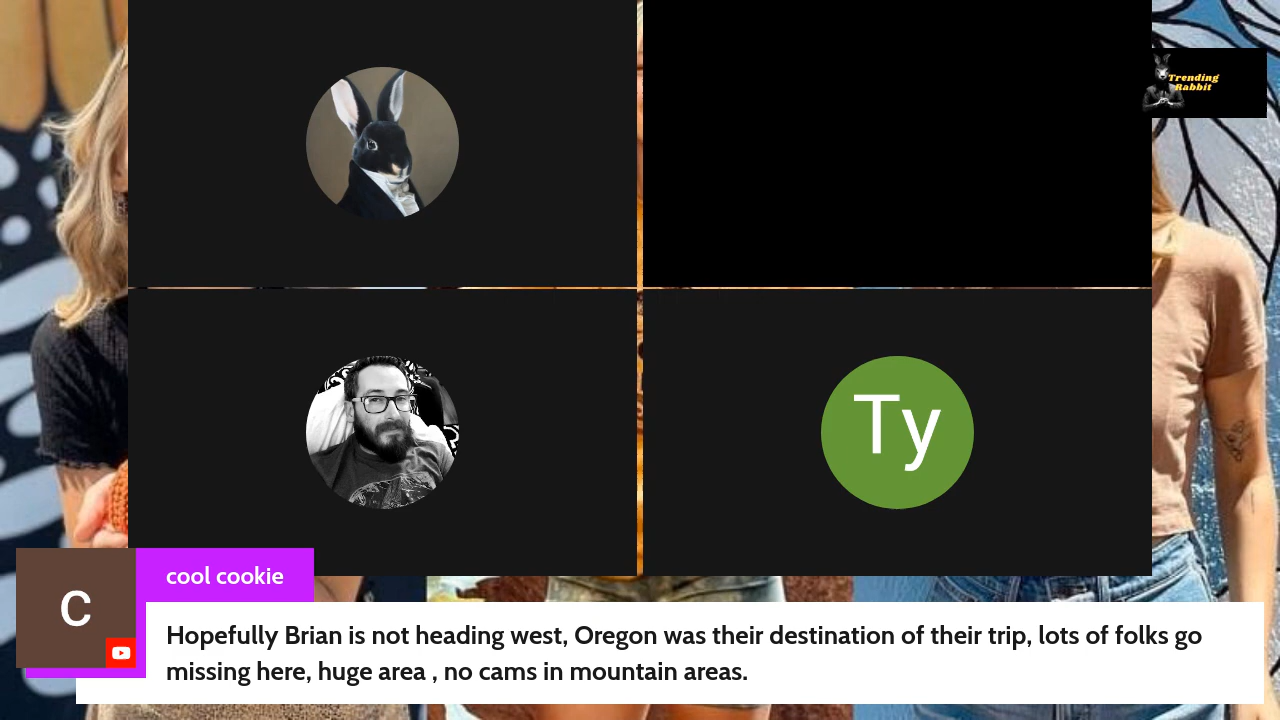 Trending
Rabbit
Ty
C
cool cookie
Hopefully Brian is not heading west, Oregon was their destination of their trip, lots of folks go
missing here, huge area , no cams in mountain areas.